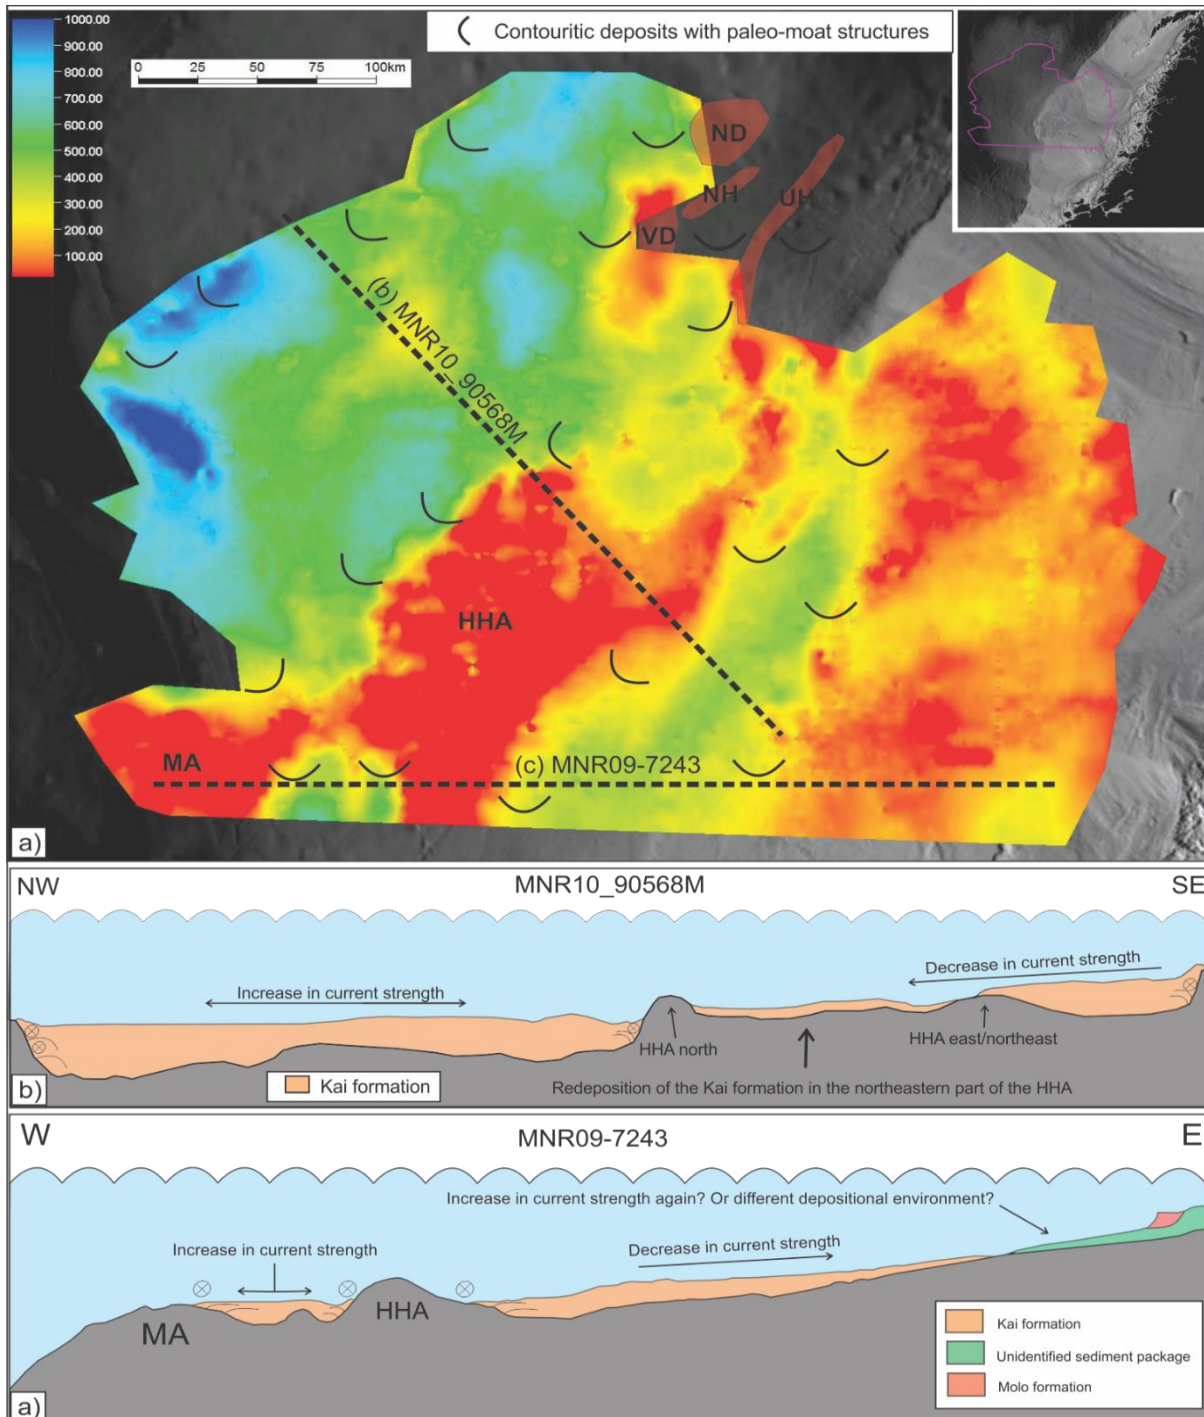 1000.00
900.00
800.00
700.00
600.00
500.00
400.00
300.00
200.00
100.00
Contouritic deposits with paleo-moat structures
0 25 50 75 100km
ND
NH
UH
VD
(b) MNR10_90568M
HHA
MA
(c) MNR09-7243
a)
NW
MNR10_90568M
SE
Increase in current strength
Decrease in current strength
HHA north
HHA east/northeast
Redeposition of the Kai formation in the northeastern part of the HHA
Kai formation
b)
W
MNR09-7243
E
Increase in current strength again? Or different depositional environment?
Increase in current strength
Decrease in current strength
MA
HHA
Kai formation
Unidentified sediment package
Molo formation
a)